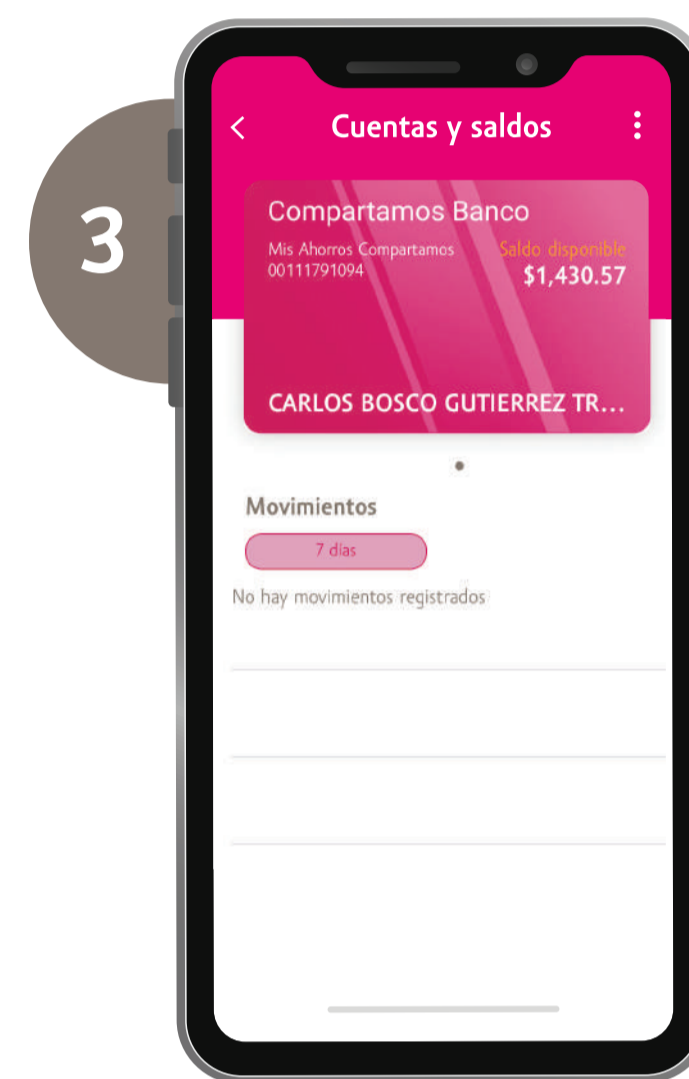 3
Cuentas y saldos
Compartamos Banco
Mis Ahorros Compartamos
00111791094
Saldo disponible
$1,430.57
CARLOS BOSCO GUTIERREZ TR...
Movimientos
7 días
No hay movimientos registrados